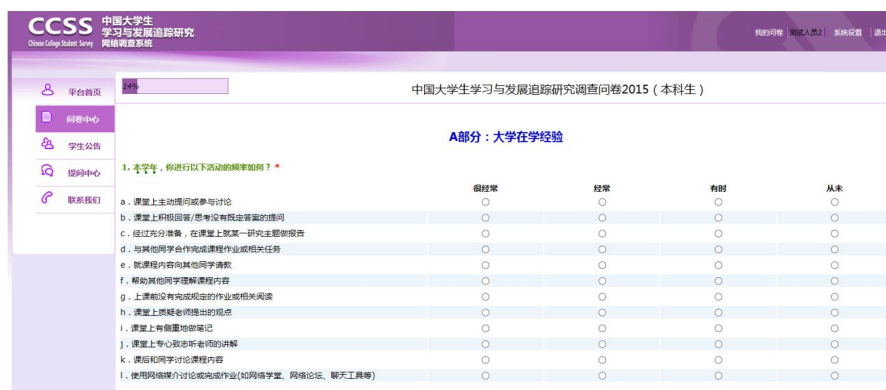 CCSS 中国大学生
学习与发展追踪研究
Chinese College Student Survey 网络调查系统
我的问卷 测试人员2 | 系统设置 | 退出
平台首页
问卷中心
学生公告
提问中心
联系我们
14%
中国大学生学习与发展追踪研究调查问卷2015（本科生）
A部分：大学在学经验
1. 本学年，你进行以下活动的频率如何？*
很经常 经常 有时 从未
a．课堂上主动提问或参与讨论
b．课堂上积极回答/思考没有既定答案的提问
c．经过充分准备，在课堂上就某一研究主题做报告
d．与其他同学合作完成课程作业或相关任务
e．就课程内容向其他同学请教
f．帮助其他同学理解课程内容
g．上课前没有完成规定的作业或相关阅读
h．课堂上质疑老师提出的观点
i．课堂上有侧重地做笔记
j．课堂上专心致志听老师的讲解
k．课后和同学讨论课程内容
l．使用网络媒介讨论或完成作业(如网络学堂、网络论坛、聊天工具等)